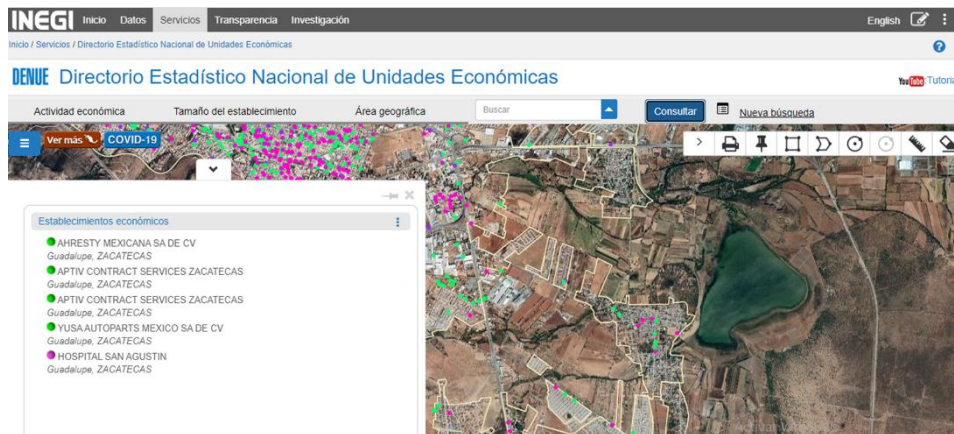 INEGI Inicio Datos Servicios Transparencia Investigación English
Inicio / Servicios / Directorio Estadístico Nacional de Unidades Económicas
DENUE Directorio Estadístico Nacional de Unidades Económicas
YouTube Tutoria
Actividad económica Tamaño del establecimiento Área geográfica Buscar Consultar Nueva búsqueda
Ver más COVID-19
Establecimientos económicos
AHRESTY MEXICANA SA DE CV
Guadalupe, ZACATECAS
APTIV CONTRACT SERVICES ZACATECAS
Guadalupe, ZACATECAS
APTIV CONTRACT SERVICES ZACATECAS
Guadalupe, ZACATECAS
YUSA AUTOPARTS MEXICO SA DE CV
Guadalupe, ZACATECAS
HOSPITAL SAN AGUSTIN
Guadalupe, ZACATECAS